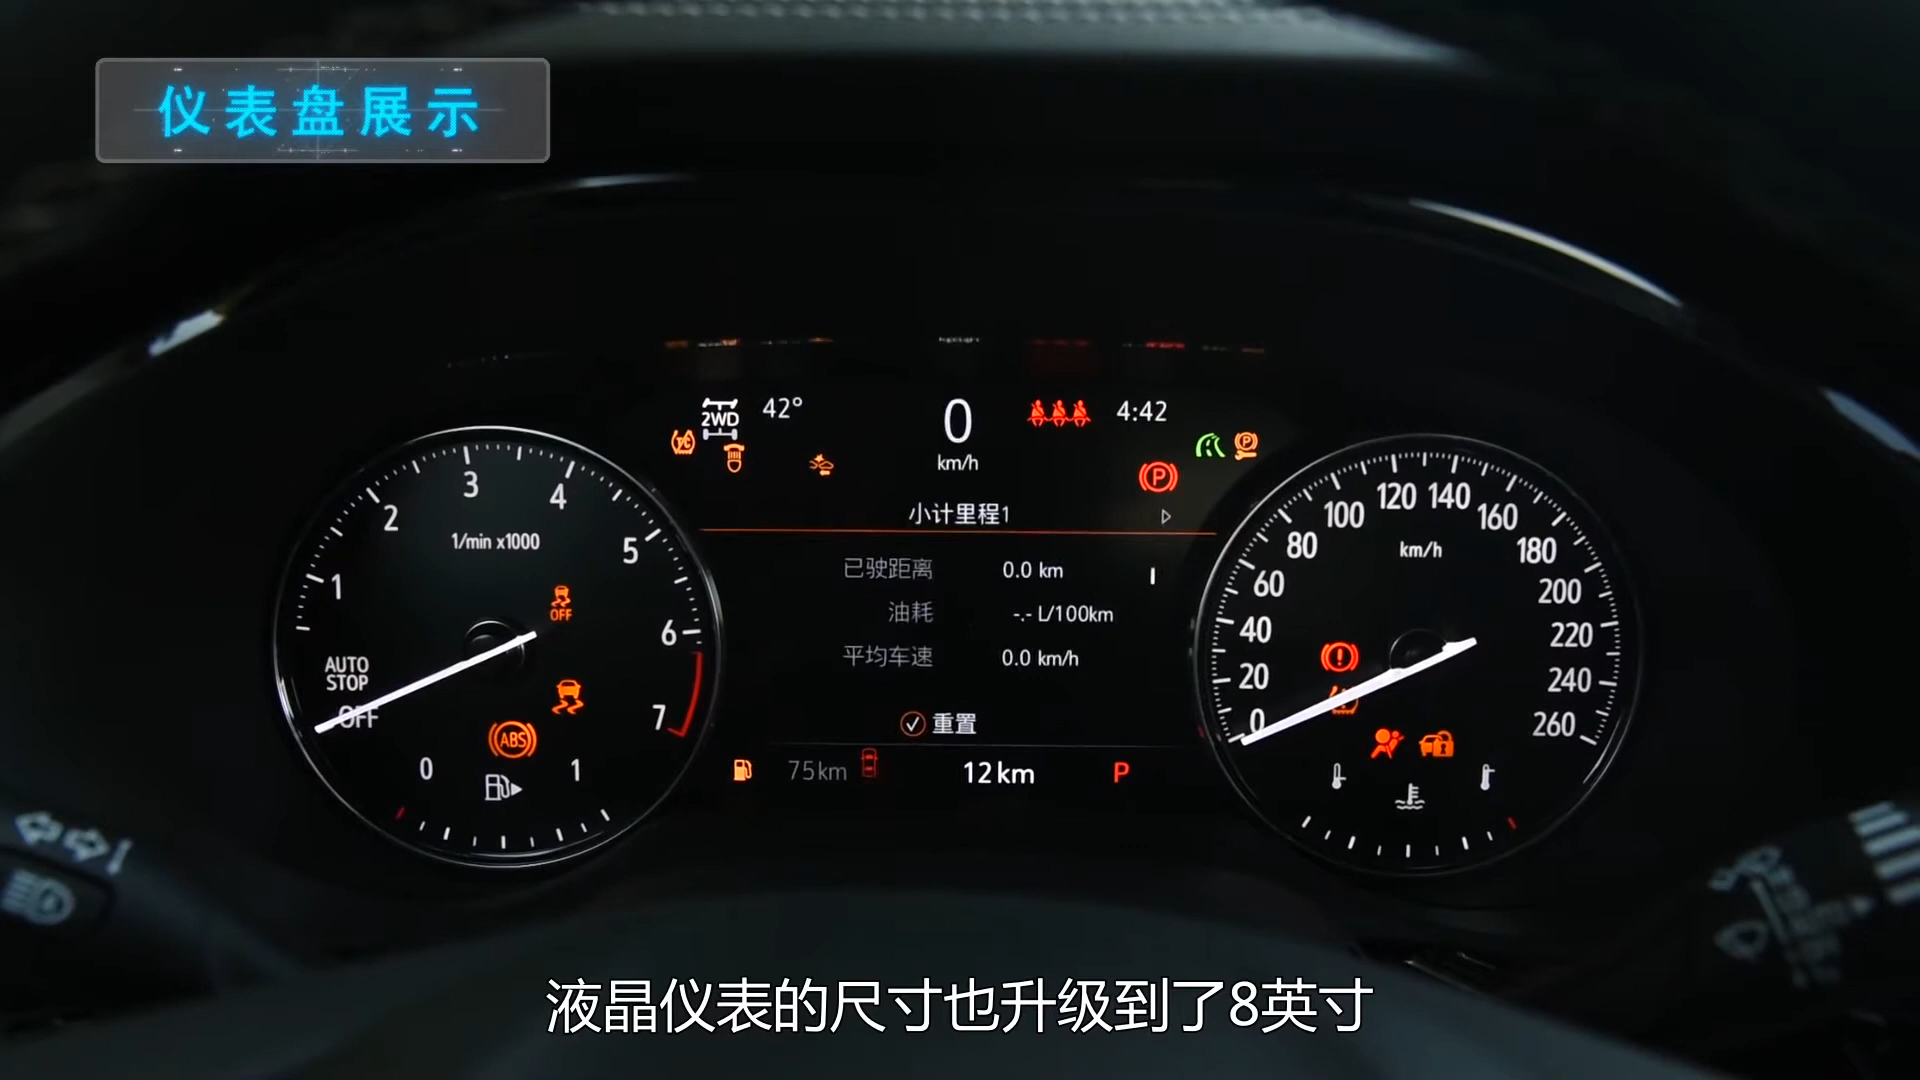 仪表盘展示
2WD
42°
0
km/h
4:42
P
P
小计里程1
已驶距离 0.0 km
油耗 -.- L/100km
平均车速 0.0 km/h
重置
75km
12km
P
1
2
3
4
5
6
7
1/min x1000
OFF
AUTO
STOP
OFF
ABS
0
1
0
20
40
60
80
100
120
140
160
180
200
220
240
260
km/h
液晶仪表的尺寸也升级到了8英寸